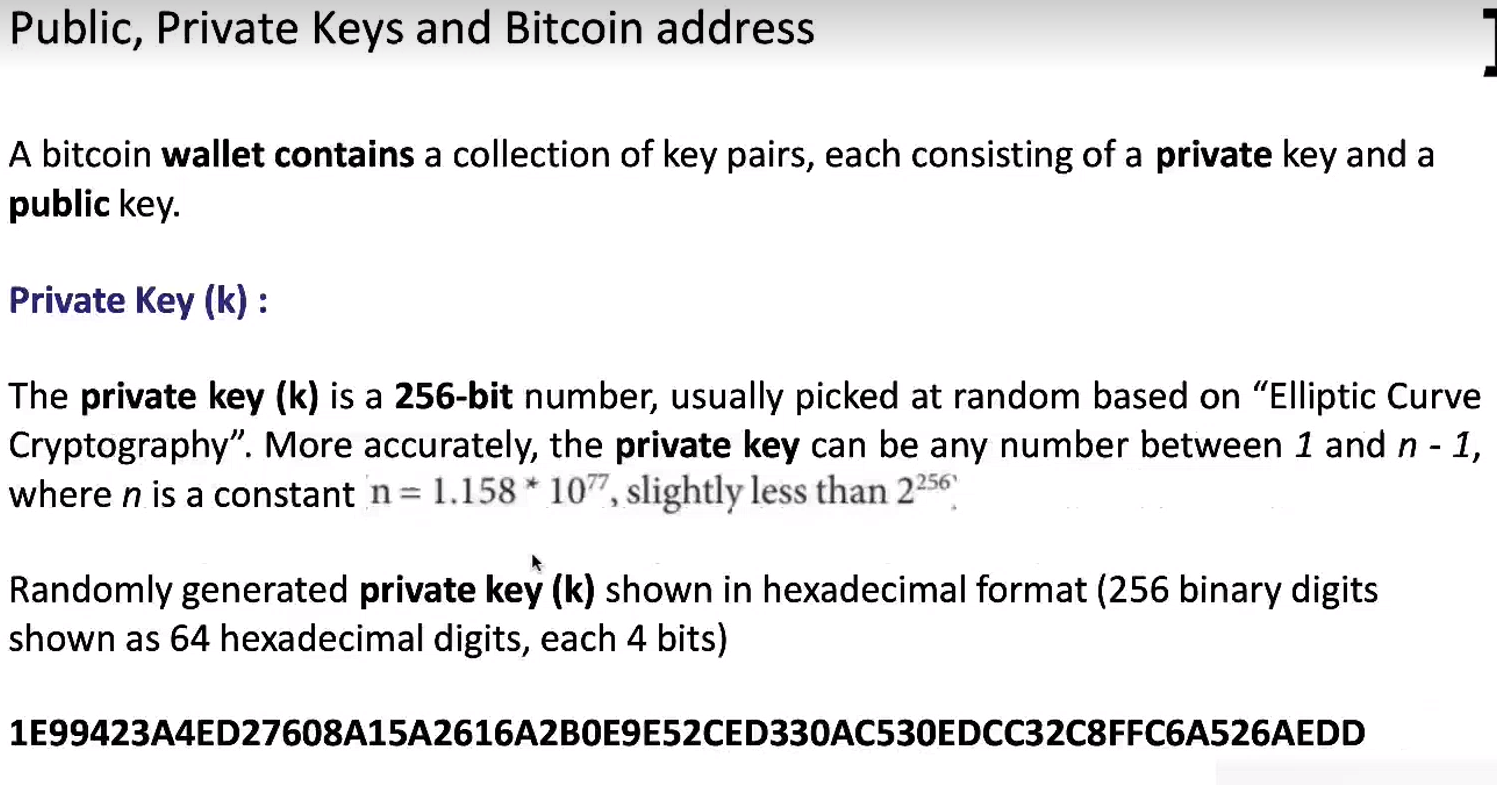 Public, Private Keys and Bitcoin address
A bitcoin wallet contains a collection of key pairs, each consisting of a private key and a
public key.
Private Key (k) :
The private key (k) is a 256-bit number, usually picked at random based on “Elliptic Curve
Cryptography”. More accurately, the private key can be any number between 1 and n - 1,
where n is a constant n = 1.158 * 10⁷⁷, slightly less than 2²⁵⁶
Randomly generated private key (k) shown in hexadecimal format (256 binary digits
shown as 64 hexadecimal digits, each 4 bits)
1E99423A4ED27608A15A2616A2B0E9E52CED330AC530EDCC32C8FFC6A526AEDD